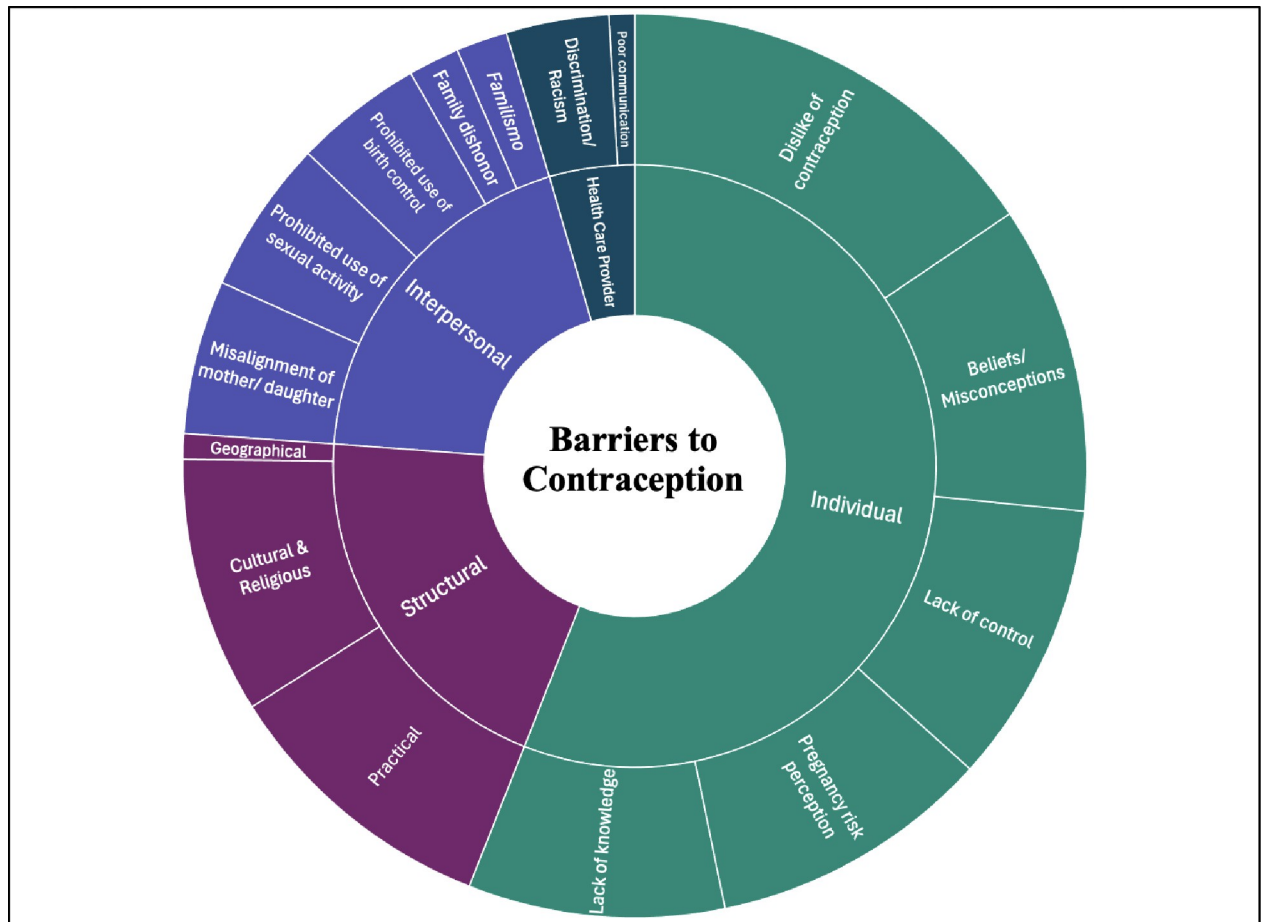 Barriers to
Contraception
Individual
Dislike of
contraception
Beliefs/
Misconceptions
Lack of control
Pregnancy risk
perception
Lack of knowledge
Structural
Practical
Cultural &
Religious
Geographical
Interpersonal
Misalignment of
mother/ daughter
Prohibited use of
sexual activity
Prohibited use of
birth control
Family dishonor
Familismo
Health Care Provider
Discrimination/
Racism
Poor communication